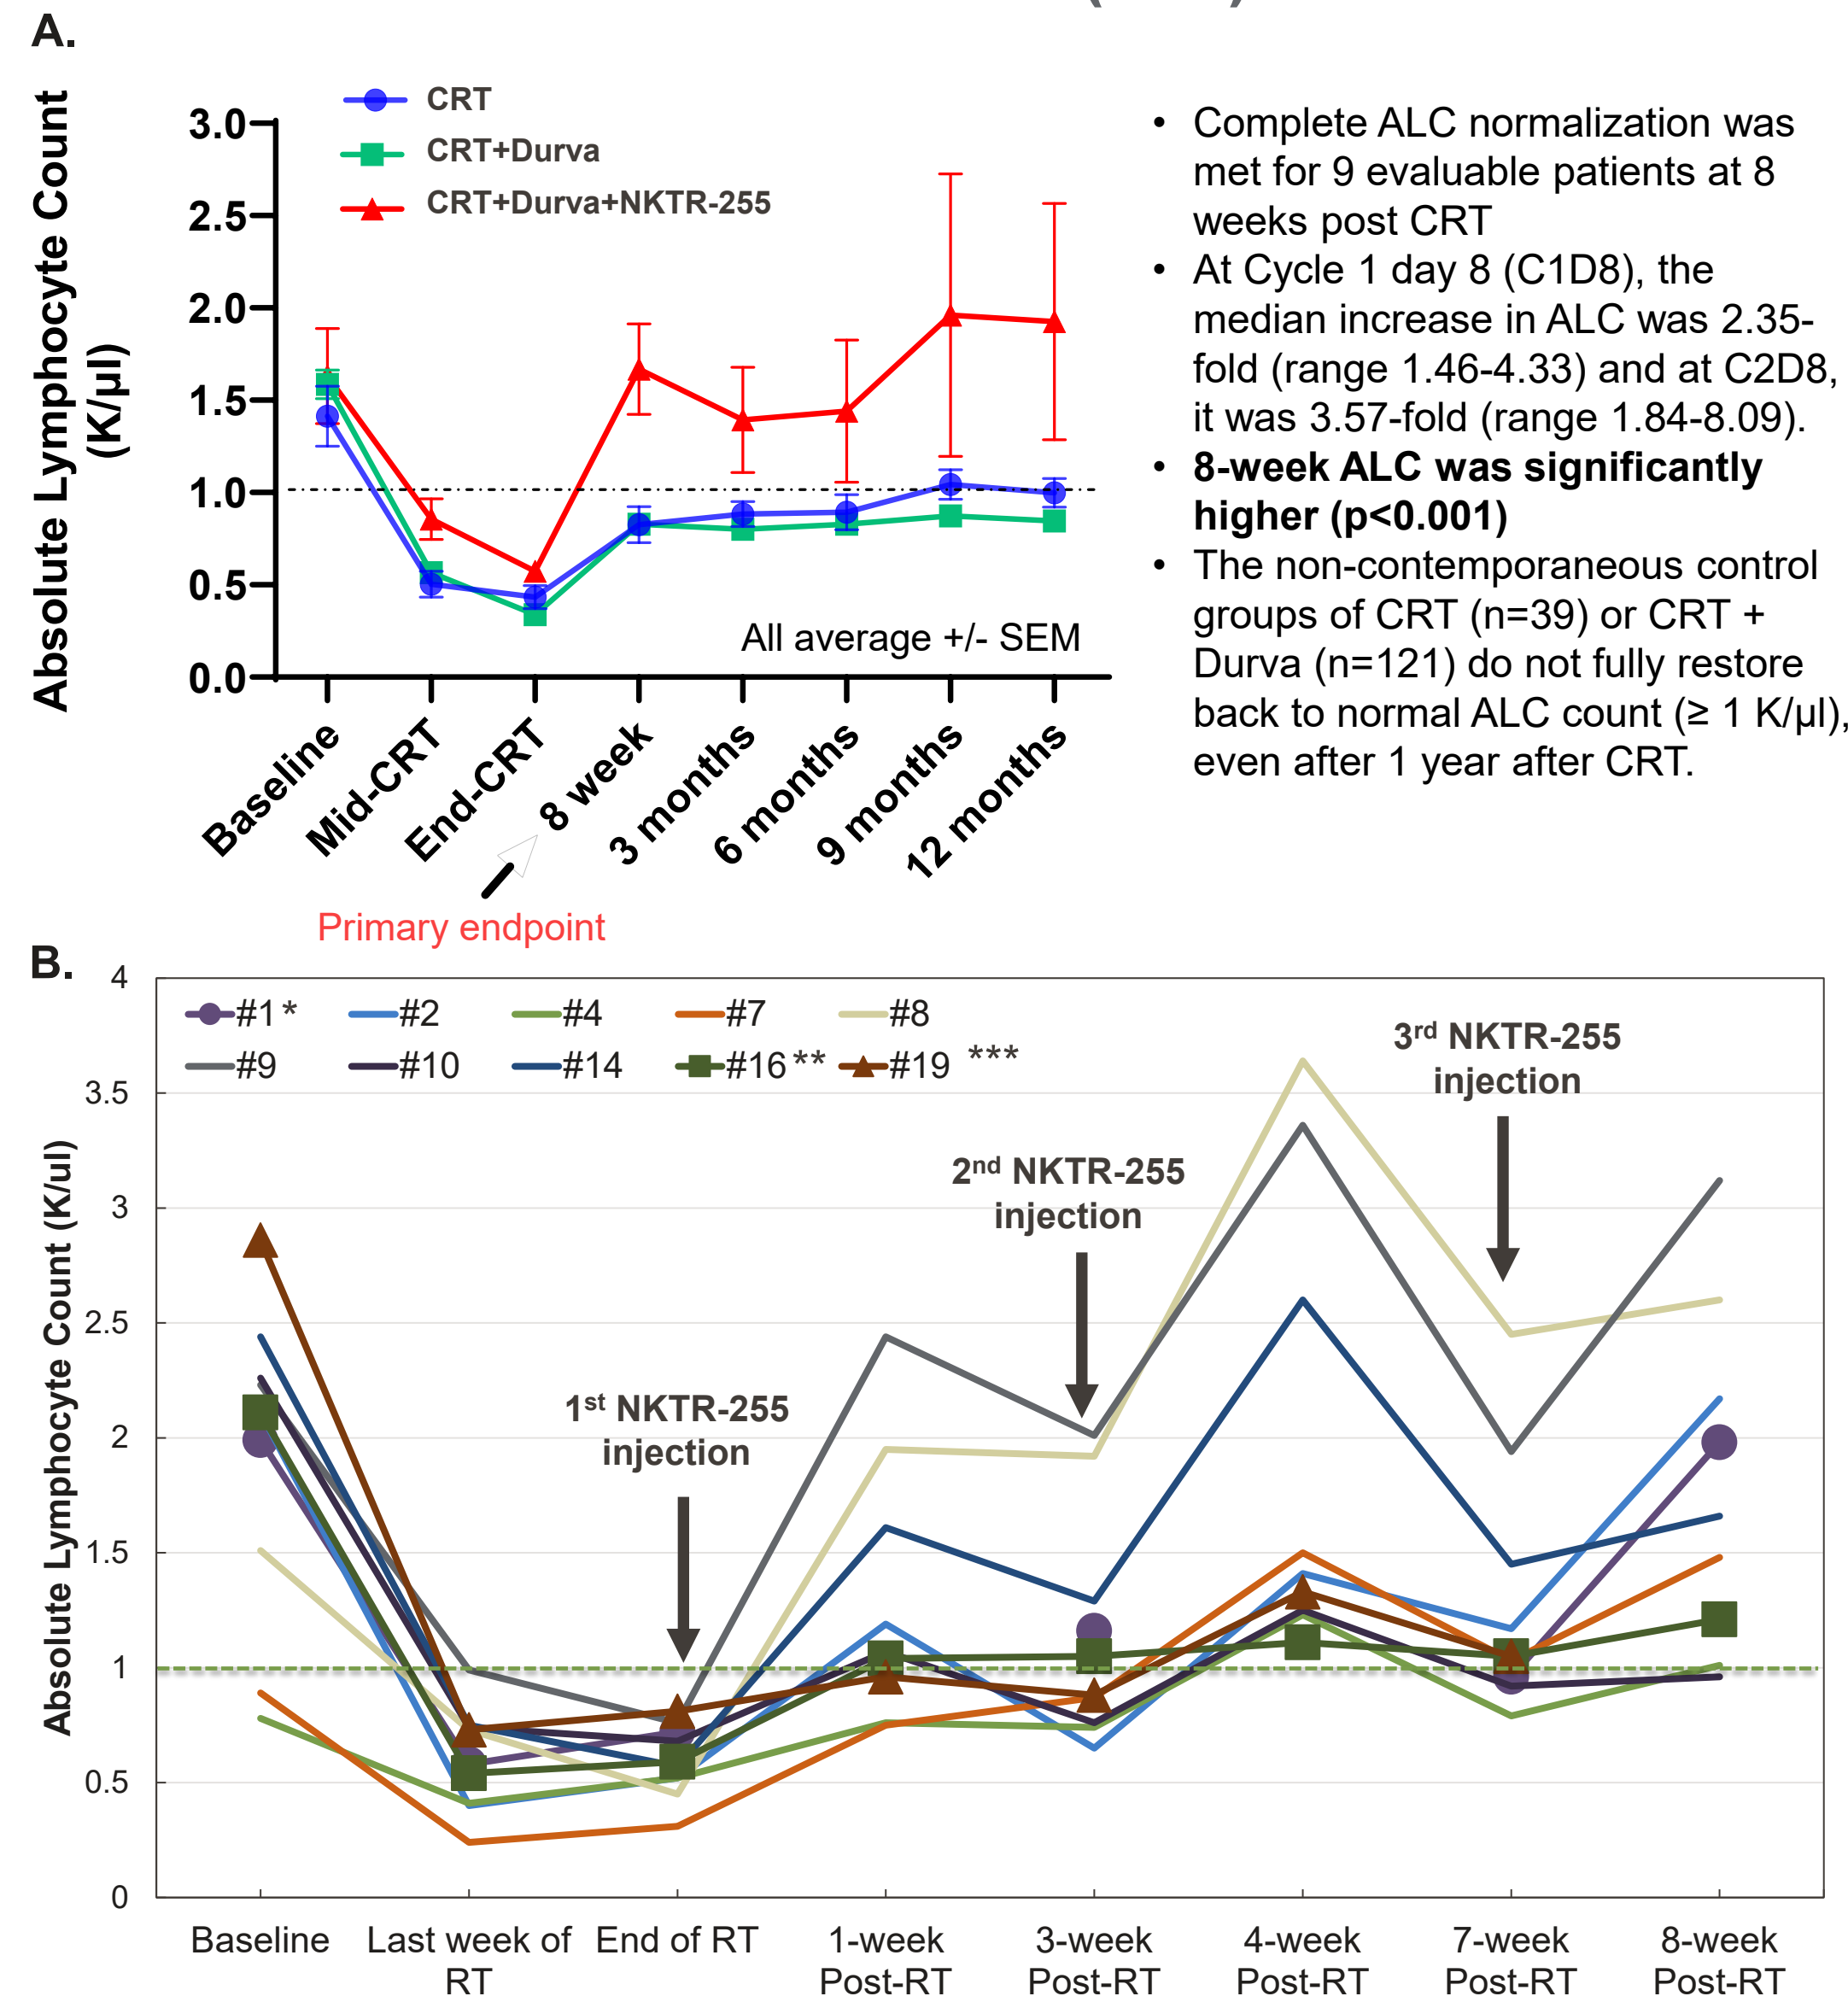 A.
Absolute Lymphocyte Count
(K/µl)
3.0
2.5
2.0
1.5
1.0
0.5
0.0
CRT
CRT+Durva
CRT+Durva+NKTR-255
All average +/- SEM
Baseline
Mid-CRT
End-CRT
8 week
3 months
6 months
9 months
12 months
Primary endpoint
• Complete ALC normalization was
met for 9 evaluable patients at 8
weeks post CRT
• At Cycle 1 day 8 (C1D8), the
median increase in ALC was 2.35-
fold (range 1.46-4.33) and at C2D8,
it was 3.57-fold (range 1.84-8.09).
• 8-week ALC was significantly
higher (p<0.001)
• The non-contemporaneous control
groups of CRT (n=39) or CRT +
Durva (n=121) do not fully restore
back to normal ALC count (≥ 1 K/µl),
even after 1 year after CRT.
B.
Absolute Lymphocyte Count (K/ul)
4
3.5
3
2.5
2
1.5
1
0.5
0
#1 * #2 #4 #7 #8
#9 #10 #14 #16 ** #19 ***
1st NKTR-255
injection
2nd NKTR-255
injection
3rd NKTR-255
injection
Baseline
Last week of
RT
End of RT
1-week
Post-RT
3-week
Post-RT
4-week
Post-RT
7-week
Post-RT
8-week
Post-RT